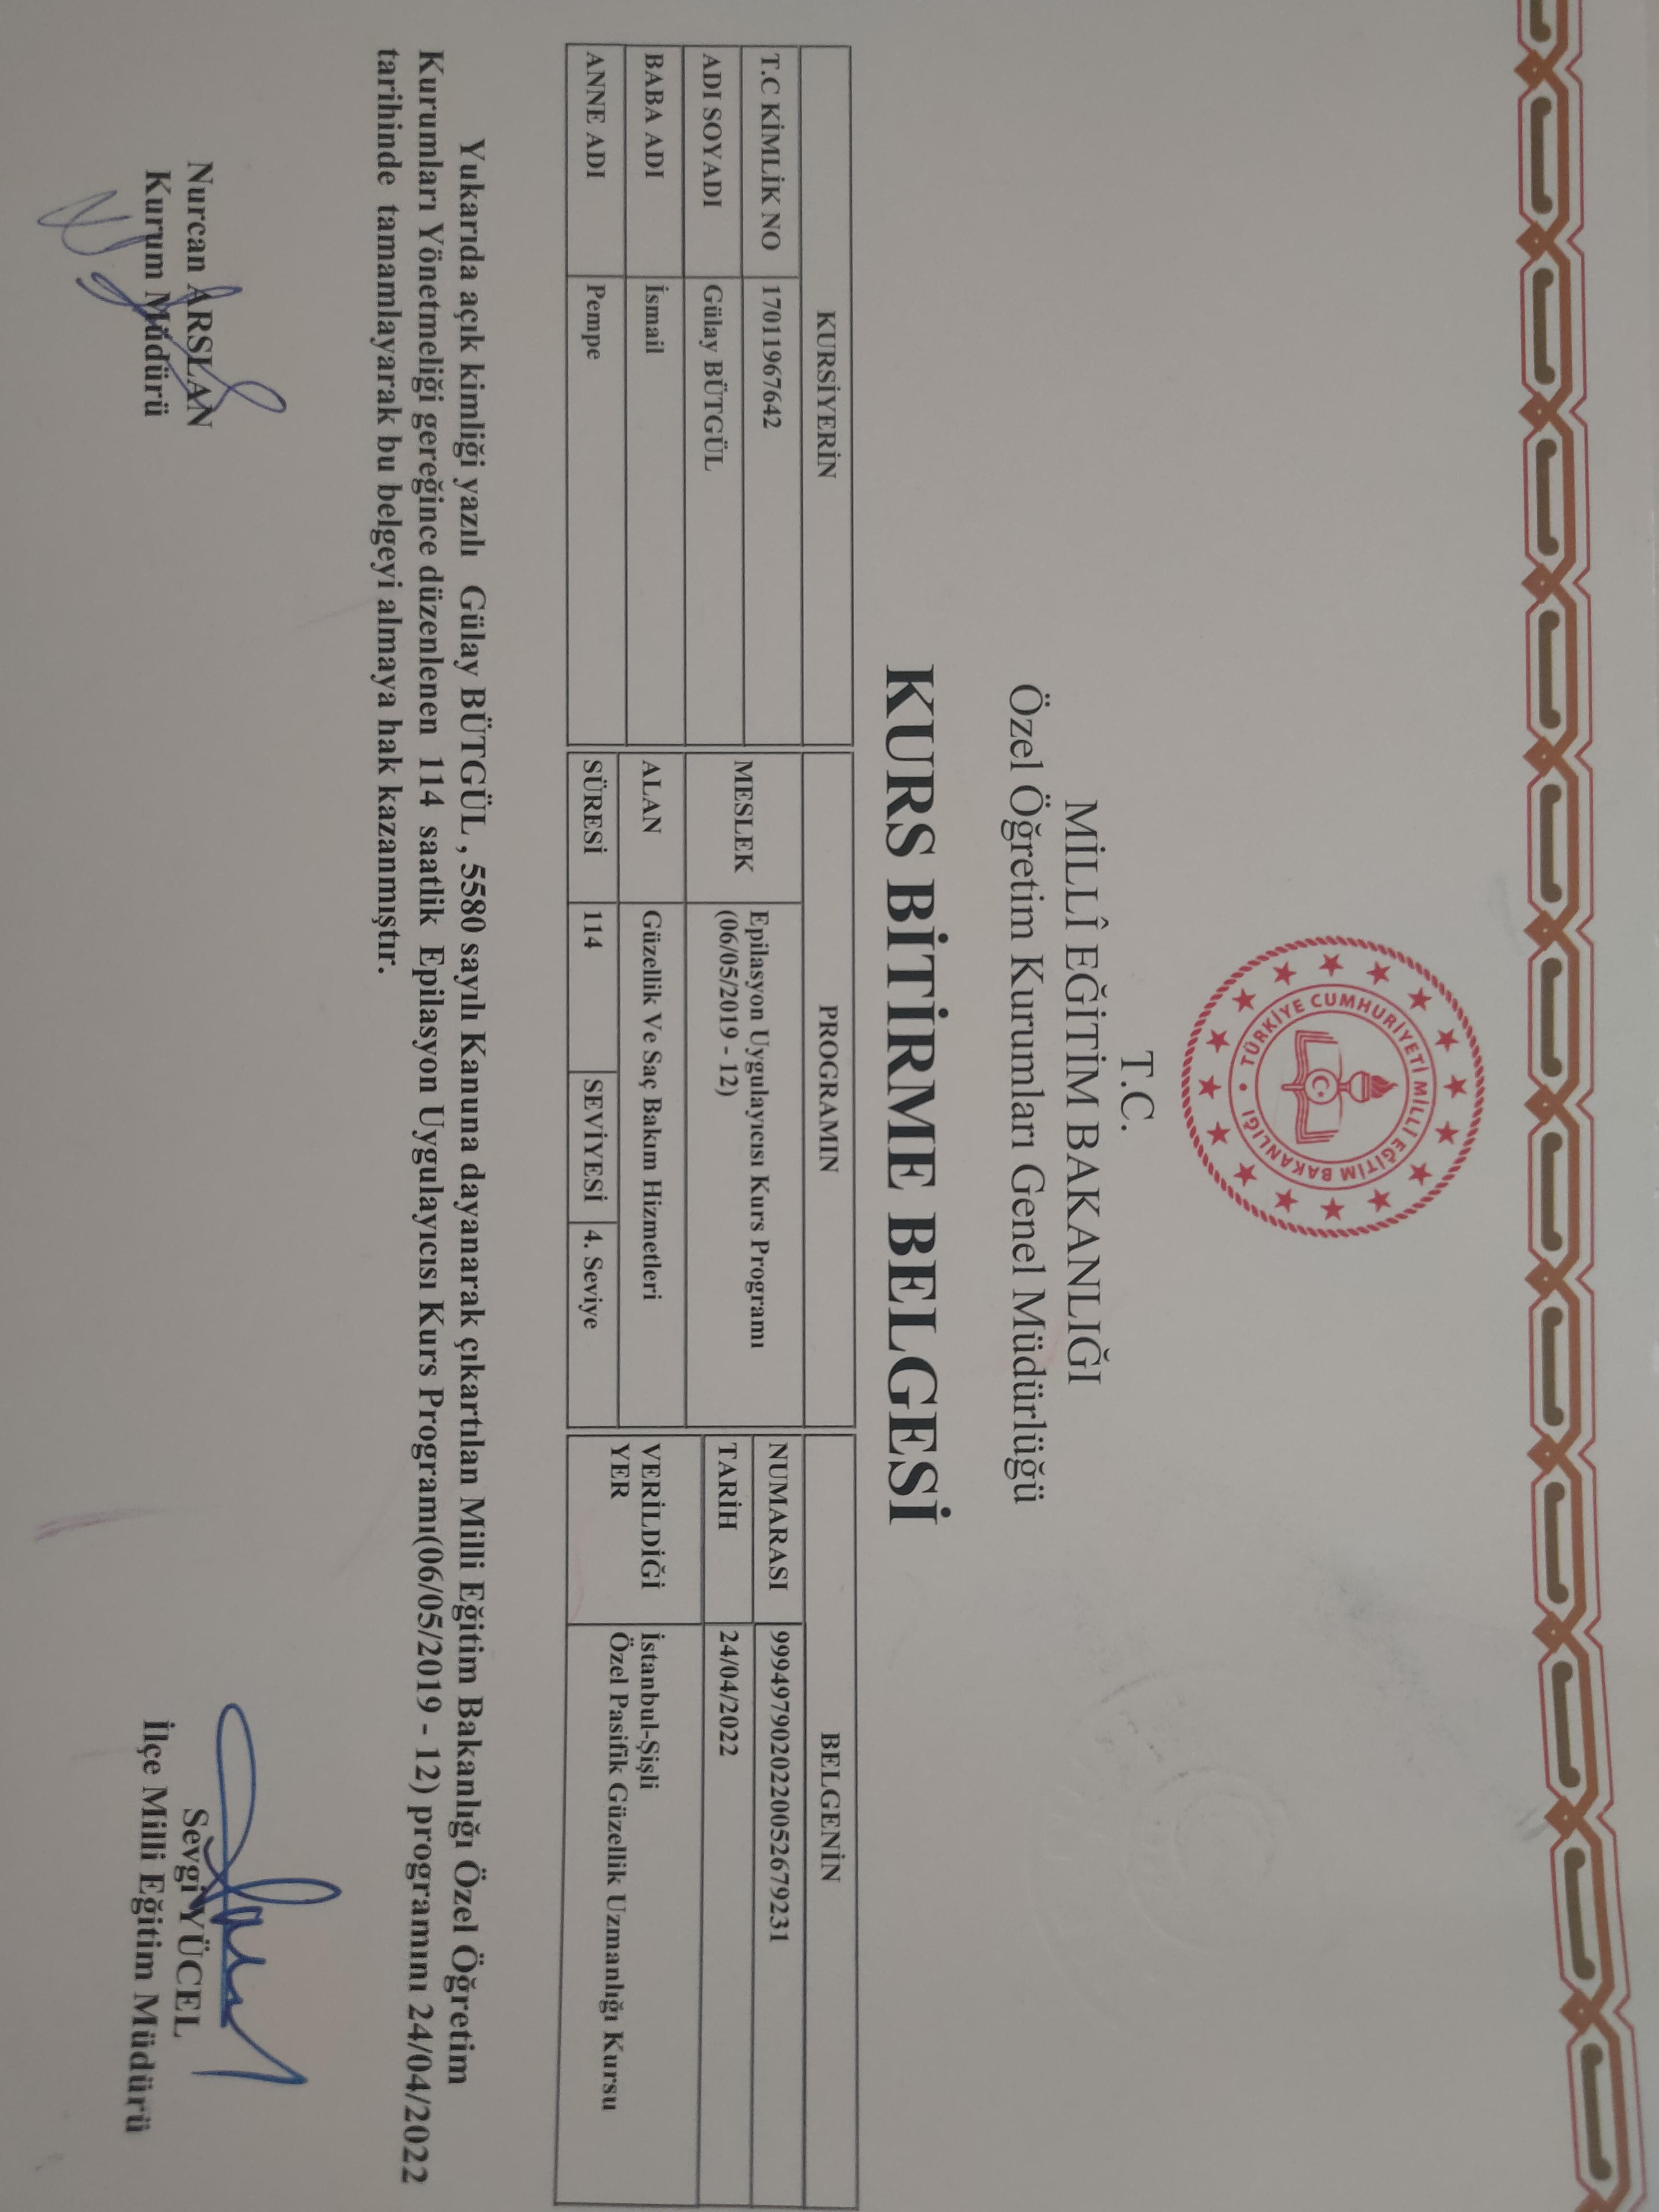 TÜRKİYE CUMHURİYETİ MİLLÎ EĞİTİM BAKANLIĞI
T.C.
MİLLÎ EĞİTİM BAKANLIĞI
Özel Öğretim Kurumları Genel Müdürlüğü
KURS BİTİRME BELGESİ
KURSİYERİN
T.C KİMLİK NO 17011967642
ADI SOYADI Gülay BÜTGÜL
BABA ADI İsmail
ANNE ADI Pempe
PROGRAMIN
MESLEK Epilasyon Uygulayıcısı Kurs Programı
(06/05/2019 - 12)
ALAN Güzellik Ve Saç Bakım Hizmetleri
SÜRESİ 114 SEVİYESİ 4. Seviye
BELGENİN
NUMARASI 99949790202200526792​31
TARİH 24/04/2022
VERİLDİĞİ İstanbul-Şişli
YER Özel Pasifik Güzellik Uzmanlığı Kursu
Yukarıda açık kimliği yazılı Gülay BÜTGÜL , 5580 sayılı Kanuna dayanarak çıkartılan Milli Eğitim Bakanlığı Özel Öğretim
Kurumları Yönetmeliği gereğince düzenlenen 114 saatlik Epilasyon Uygulayıcısı Kurs Programı(06/05/2019 - 12) programını 24/04/2022
tarihinde tamamlayarak bu belgeyi almaya hak kazanmıştır.
Nurcan ARSLAN
Kurum Müdürü
Sevgi YÜCEL
İlçe Milli Eğitim Müdürü